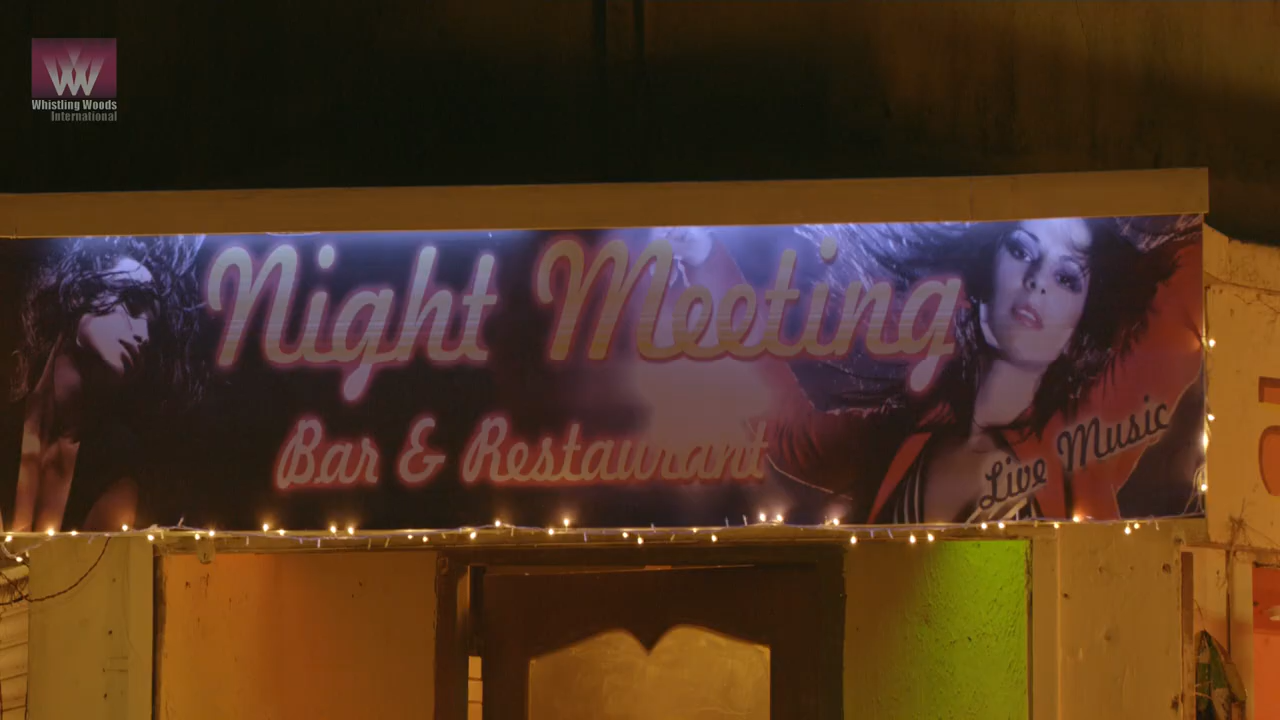 Whistling Woods
International
Night Meeting
Bar & Restaurant
Live Music